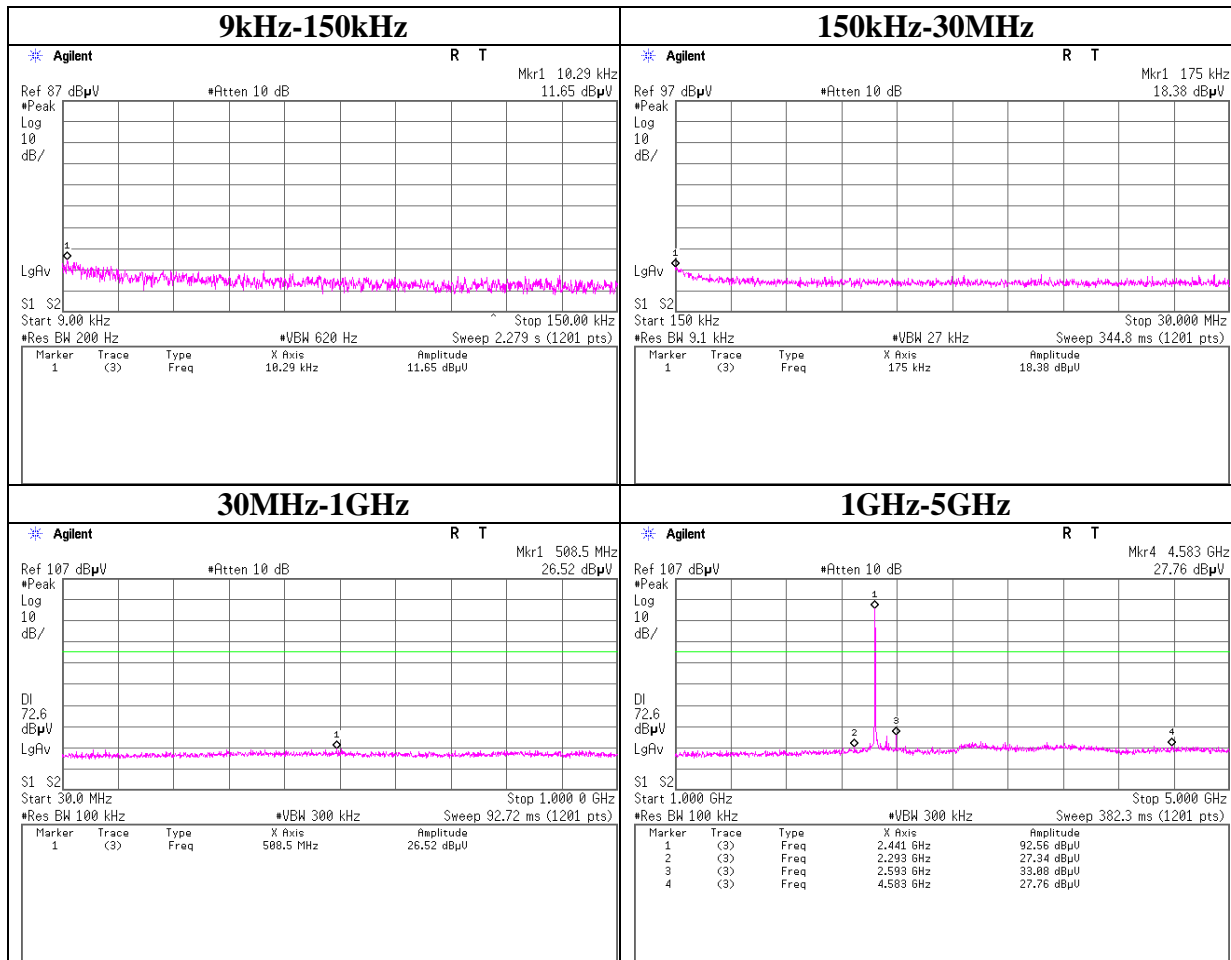 9kHz-150kHz
Agilent R T
Mkr1 10.29 kHz
Ref 87 dBµV #Atten 10 dB 11.65 dBµV
#Peak
Log
10
dB/
1
LgAv
S1 S2
Start 9.00 kHz ^ Stop 150.00 kHz
#Res BW 200 Hz #VBW 620 Hz Sweep 2.279 s (1201 pts)
Marker Trace Type X Axis Amplitude
1 (3) Freq 10.29 kHz 11.65 dBµV
150kHz-30MHz
Agilent R T
Mkr1 175 kHz
Ref 97 dBµV #Atten 10 dB 18.38 dBµV
#Peak
Log
10
dB/
1
LgAv
S1 S2
Start 150 kHz Stop 30.000 MHz
#Res BW 9.1 kHz #VBW 27 kHz Sweep 344.8 ms (1201 pts)
Marker Trace Type X Axis Amplitude
1 (3) Freq 175 kHz 18.38 dBµV
30MHz-1GHz
Agilent R T
Mkr1 508.5 MHz
Ref 107 dBµV #Atten 10 dB 26.52 dBµV
#Peak
Log
10
dB/
DI
72.6
dBµV
1
LgAv
S1 S2
Start 30.0 MHz Stop 1.000 0 GHz
#Res BW 100 kHz #VBW 300 kHz Sweep 92.72 ms (1201 pts)
Marker Trace Type X Axis Amplitude
1 (3) Freq 508.5 MHz 26.52 dBµV
1GHz-5GHz
Agilent R T
Mkr4 4.583 GHz
Ref 107 dBµV #Atten 10 dB 27.76 dBµV
#Peak
1
Log
10
dB/
DI
72.6
dBµV
3
2 4
LgAv
S1 S2
Start 1.000 GHz Stop 5.000 GHz
#Res BW 100 kHz #VBW 300 kHz Sweep 382.3 ms (1201 pts)
Marker Trace Type X Axis Amplitude
1 (3) Freq 2.441 GHz 92.56 dBµV
2 (3) Freq 2.293 GHz 27.34 dBµV
3 (3) Freq 2.593 GHz 33.08 dBµV
4 (3) Freq 4.583 GHz 27.76 dBµV